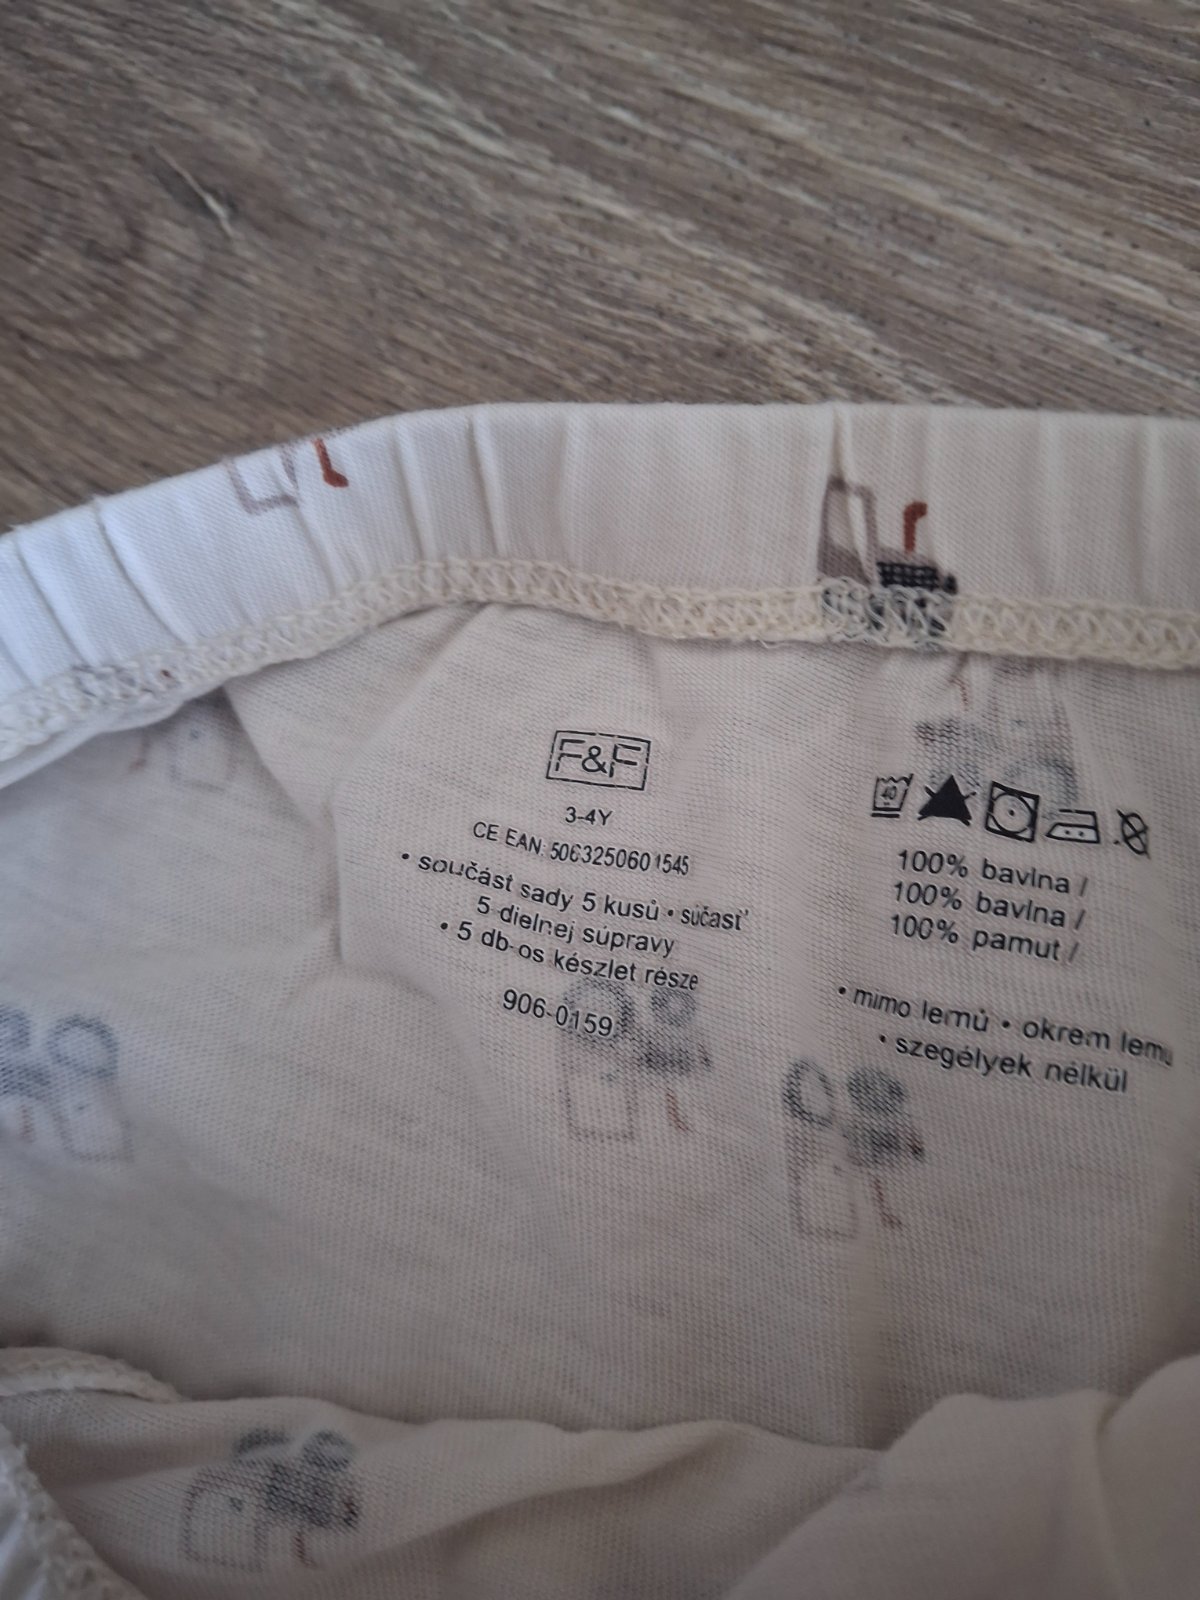 F&F
3-4Y
CE EAN: 5063250601545
• součást sady 5 kusů • súčasť
5 dielnej súpravy
• 5 db-os készlet része
906-0159
40
100% bavlna /
100% bavlna /
100% pamut /
• mimo lemů • okrem lemu
• szegélyek nélkül